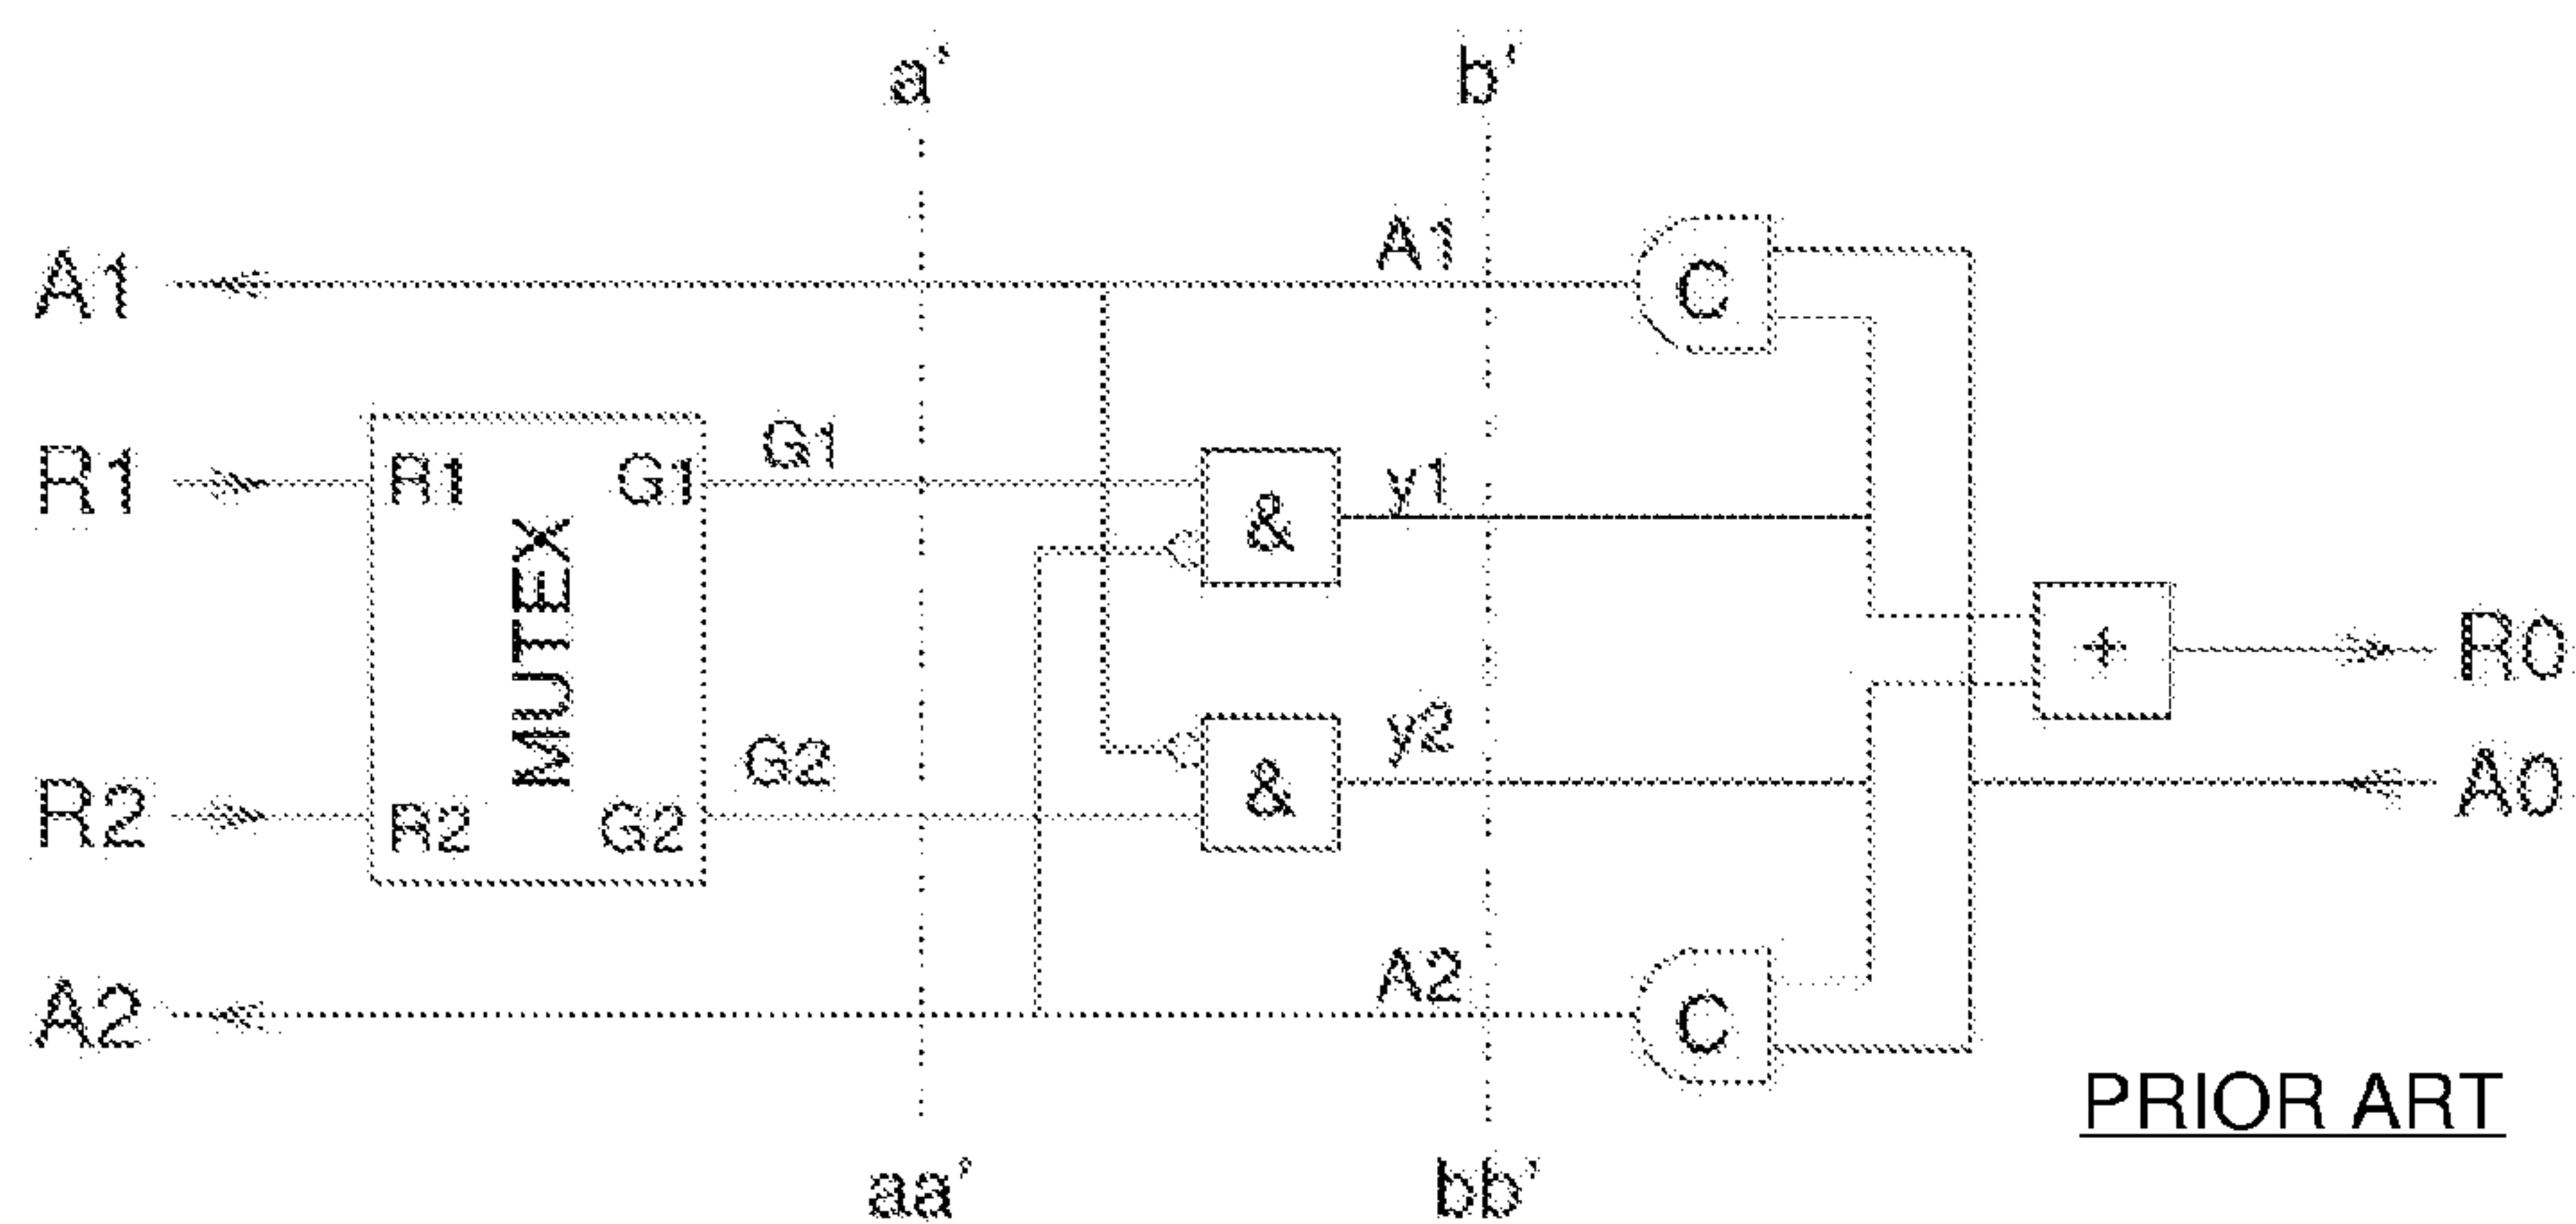 a' b'
A1 A1 C
R1 R1 G1 G1 & y1
MUTEX
+ R0
R2 R2 G2 G2 & y2 A0
A2 A2 C
PRIOR ART
aa' bb'